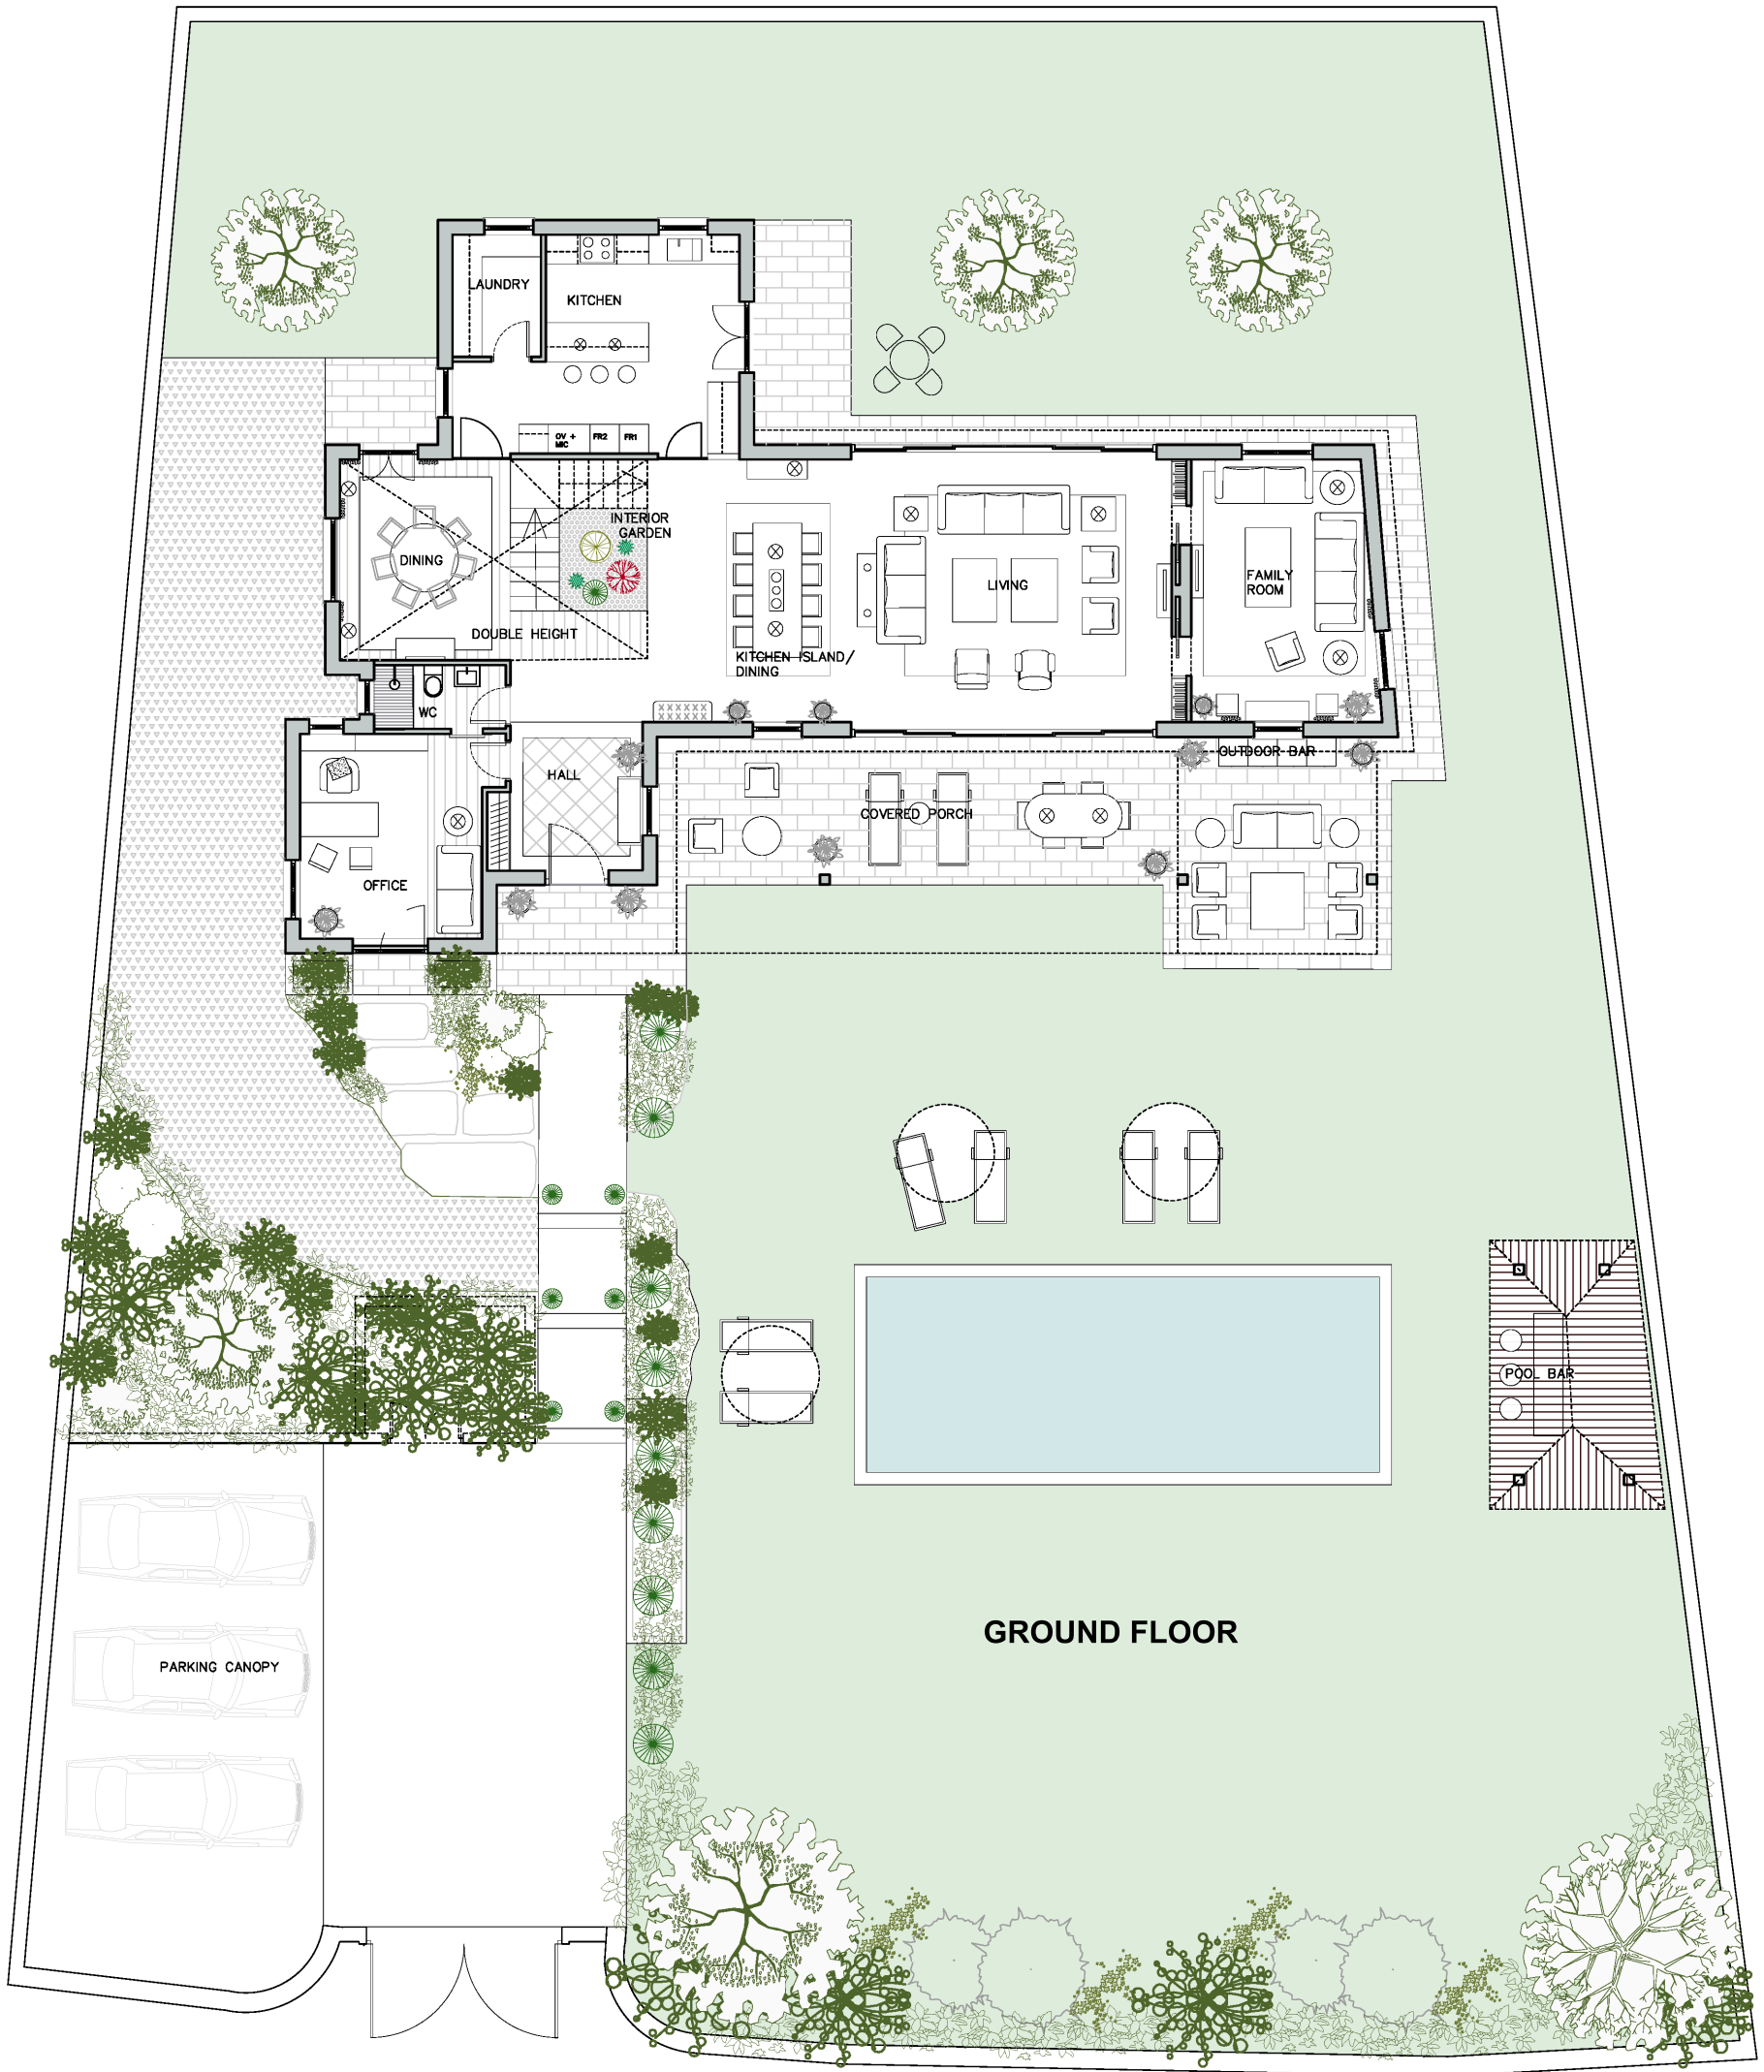 LAUNDRY
KITCHEN
OV +
MIC
FR2
FR1
INTERIOR
GARDEN
DINING
LIVING
FAMILY
ROOM
DOUBLE HEIGHT
KITCHEN ISLAND/
DINING
WC
OUTDOOR BAR
HALL
COVERED PORCH
OFFICE
POOL BAR
GROUND FLOOR
PARKING CANOPY